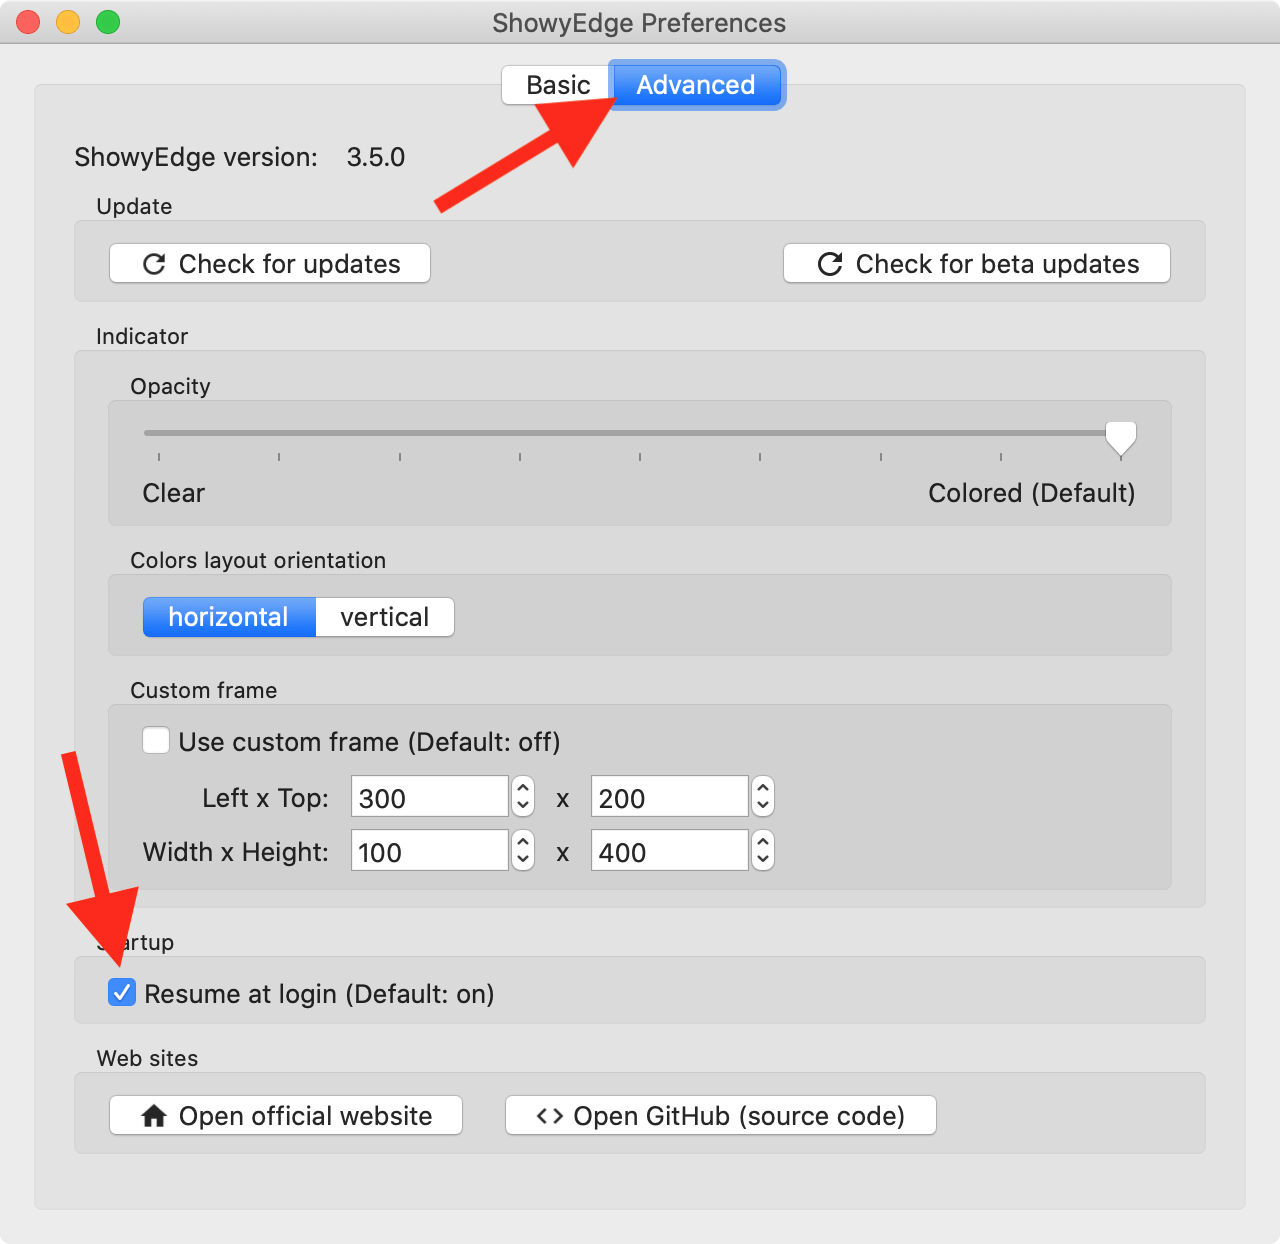 ShowyEdge Preferences
Basic Advanced
ShowyEdge version: 3.5.0
Update
Check for updates Check for beta updates
Indicator
Opacity
Clear Colored (Default)
Colors layout orientation
horizontal vertical
Custom frame
Use custom frame (Default: off)
Left x Top: 300 x 200
Width x Height: 100 x 400
Startup
Resume at login (Default: on)
Web sites
Open official website <> Open GitHub (source code)